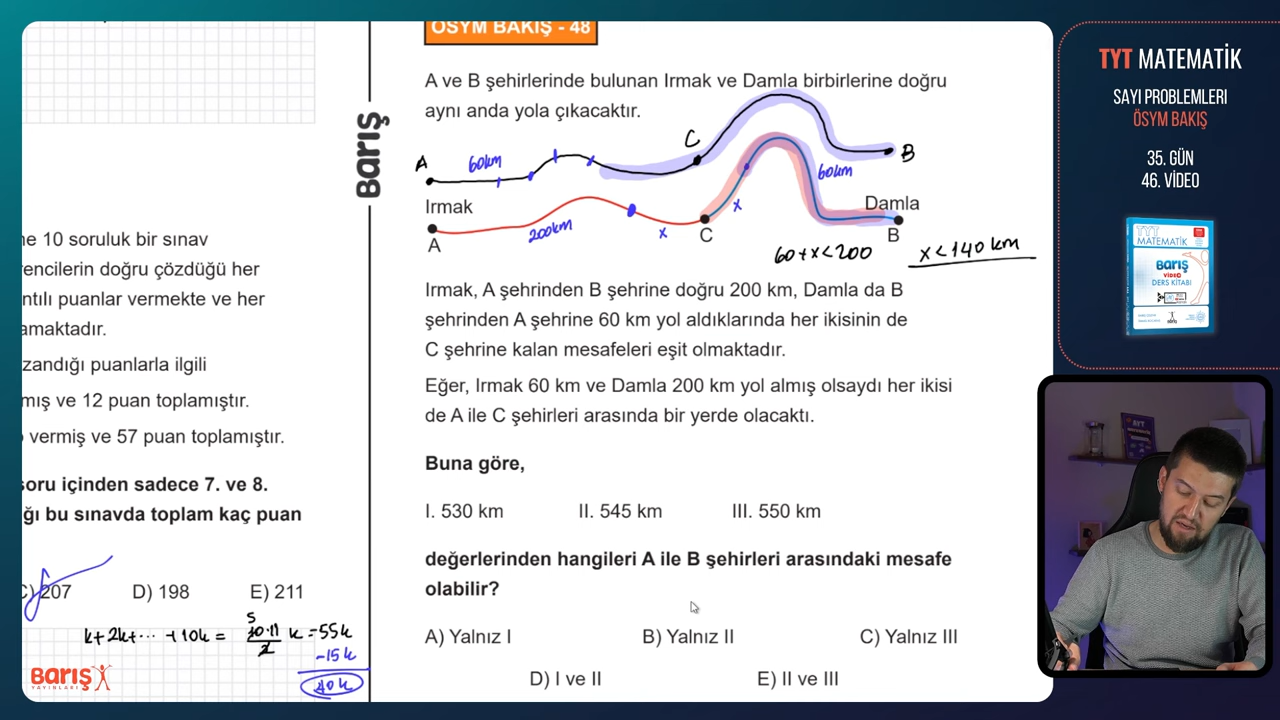 ÖSYM BAKIŞ - 48
A ve B şehirlerinde bulunan Irmak ve Damla birbirlerine doğru
aynı anda yola çıkacaktır.
A
60km
C
B
60km
Irmak
A
200km
x
C
x
Damla
B
60+x<200
x<140 km
Irmak, A şehrinden B şehrine doğru 200 km, Damla da B
şehrinden A şehrine 60 km yol aldıklarında her ikisinin de
C şehrine kalan mesafeleri eşit olmaktadır.
Eğer, Irmak 60 km ve Damla 200 km yol almış olsaydı her ikisi
de A ile C şehirleri arasında bir yerde olacaktı.
Buna göre,
I. 530 km II. 545 km III. 550 km
değerlerinden hangileri A ile B şehirleri arasındaki mesafe
olabilir?
A) Yalnız I B) Yalnız II C) Yalnız III
D) I ve II E) II ve III
BARIŞ
ne 10 soruluk bir sınav
encilerin doğru çözdüğü her
ntılı puanlar vermekte ve her
amaktadır.
zandığı puanlarla ilgili
mış ve 12 puan toplamıştır.
vermiş ve 57 puan toplamıştır.
soru içinden sadece 7. ve 8.
ğı bu sınavda toplam kaç puan
C) 207 D) 198 E) 211
k+2k+...+10k = 10.11/2 k = 55k
5
-15k
40k
BARIŞ
YAYINLARI
TYT MATEMATİK
SAYI PROBLEMLERI
ÖSYM BAKIŞ
35. GÜN
46. VİDEO
TYT
MATEMATİK
BARIŞ
VİDEO
DERS KİTABI